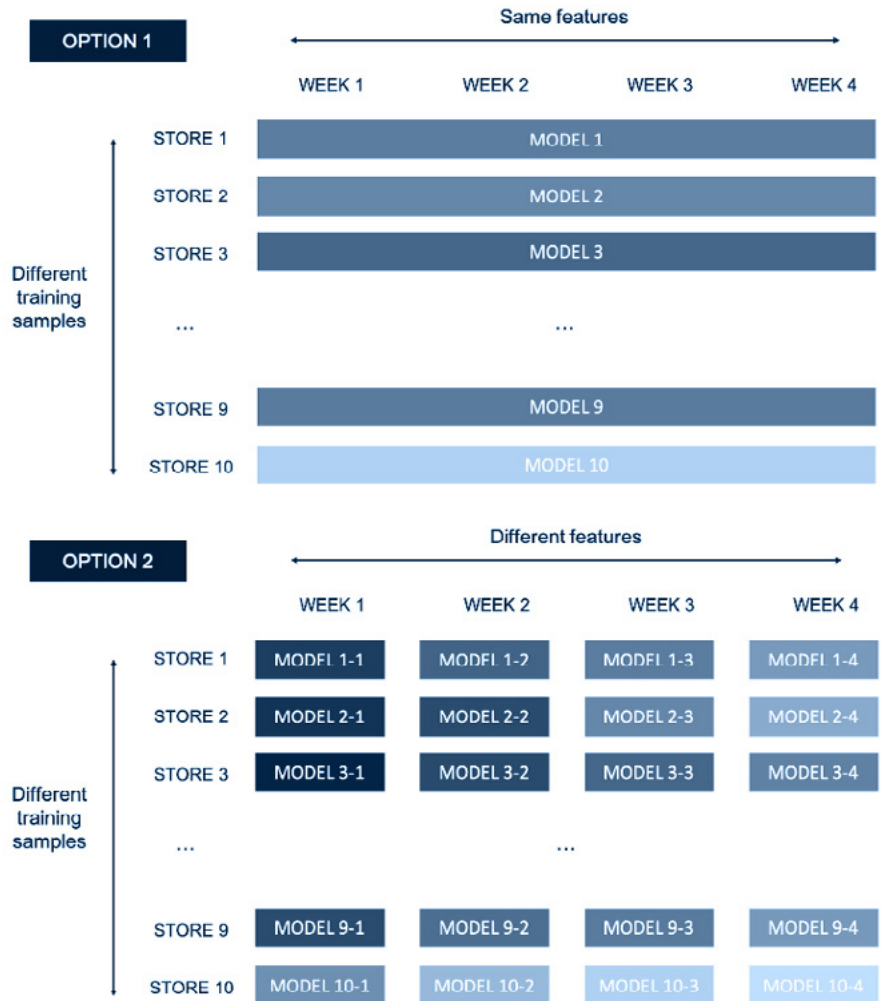 Same features
OPTION 1
WEEK 1 WEEK 2 WEEK 3 WEEK 4
STORE 1 MODEL 1
STORE 2 MODEL 2
STORE 3 MODEL 3
Different
training
samples
... ...
STORE 9 MODEL 9
STORE 10 MODEL 10
Different features
OPTION 2
WEEK 1 WEEK 2 WEEK 3 WEEK 4
STORE 1 MODEL 1-1 MODEL 1-2 MODEL 1-3 MODEL 1-4
STORE 2 MODEL 2-1 MODEL 2-2 MODEL 2-3 MODEL 2-4
STORE 3 MODEL 3-1 MODEL 3-2 MODEL 3-3 MODEL 3-4
Different
training
samples
... ...
STORE 9 MODEL 9-1 MODEL 9-2 MODEL 9-3 MODEL 9-4
STORE 10 MODEL 10-1 MODEL 10-2 MODEL 10-3 MODEL 10-4